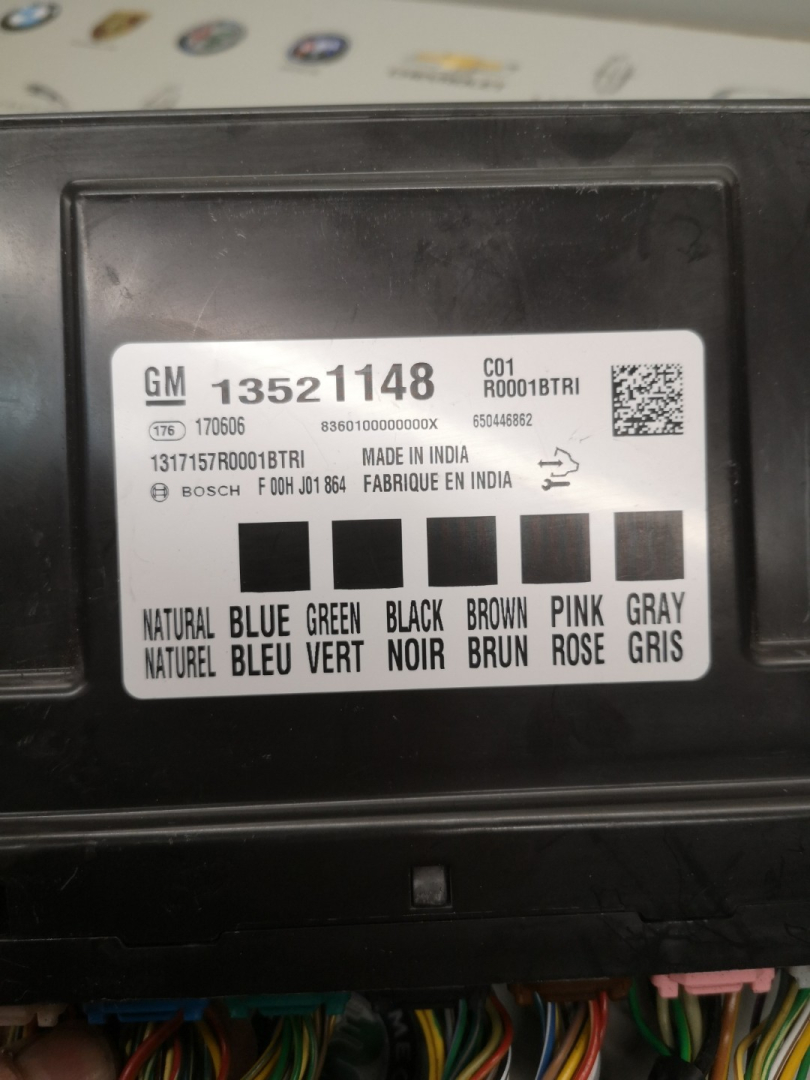 GM 13521148 C01
R0001BTRI
176 170606 8360100000000X 650446862
1317157R0001BTRI MADE IN INDIA
BOSCH F 00H J01 864 FABRIQUE EN INDIA
NATURAL BLUE GREEN BLACK BROWN PINK GRAY
NATUREL BLEU VERT NOIR BRUN ROSE GRIS